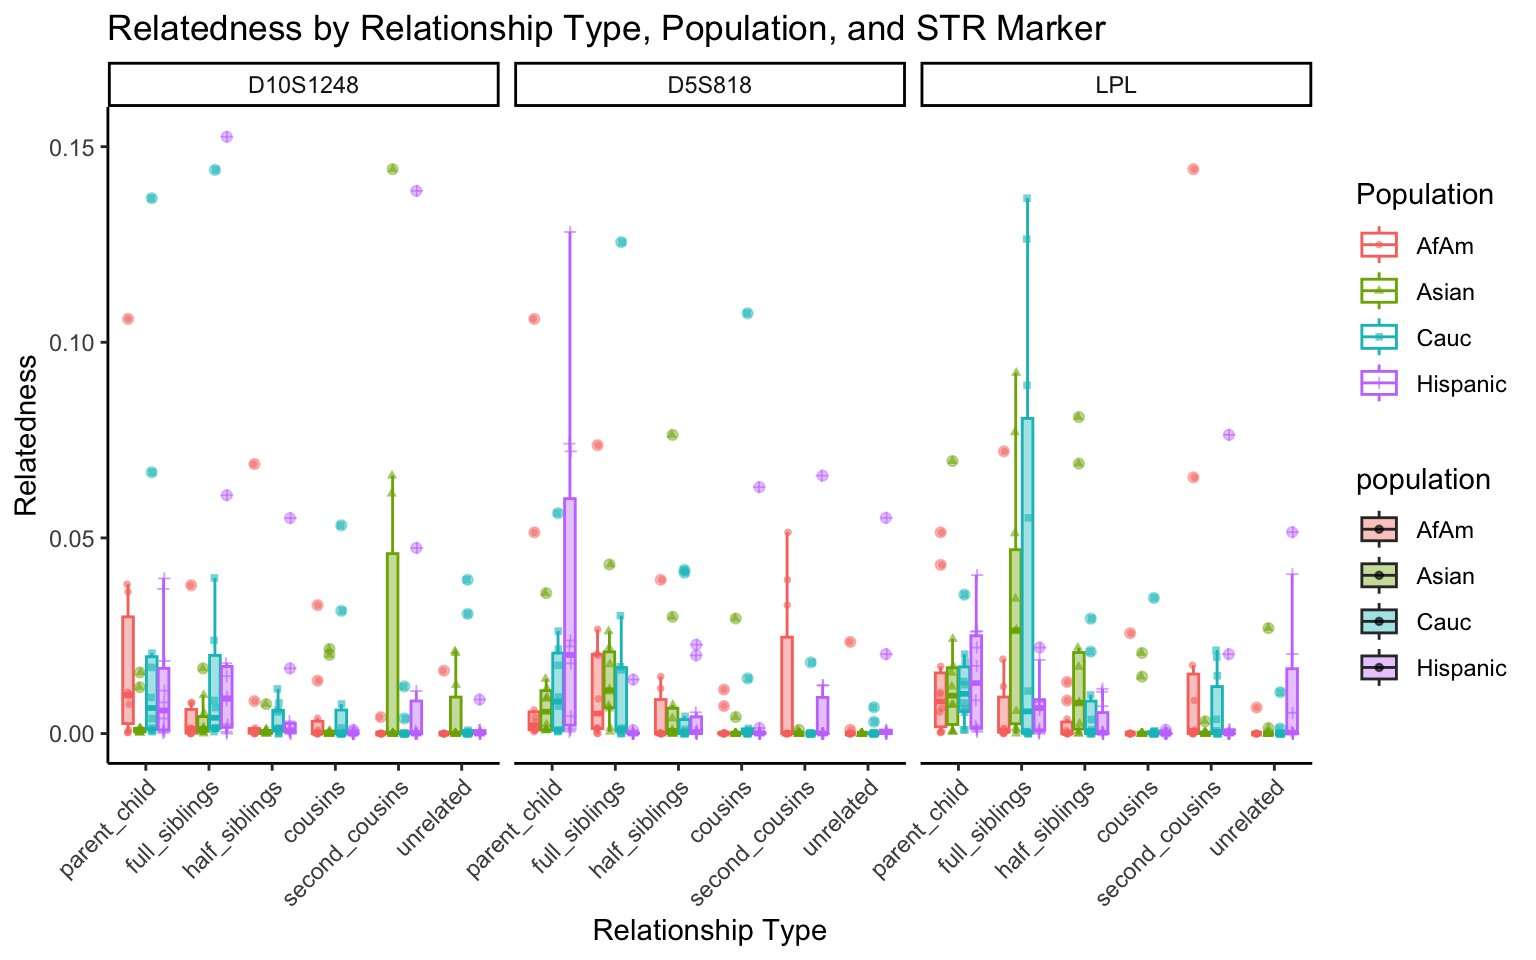 Relatedness by Relationship Type, Population, and STR Marker
D10S1248
D5S818
LPL
0.15
0.10
0.05
0.00
Relatedness
parent_child
full_siblings
half_siblings
cousins
second_cousins
unrelated
parent_child
full_siblings
half_siblings
cousins
second_cousins
unrelated
parent_child
full_siblings
half_siblings
cousins
second_cousins
unrelated
Relationship Type
Population
AfAm
Asian
Cauc
Hispanic
population
AfAm
Asian
Cauc
Hispanic